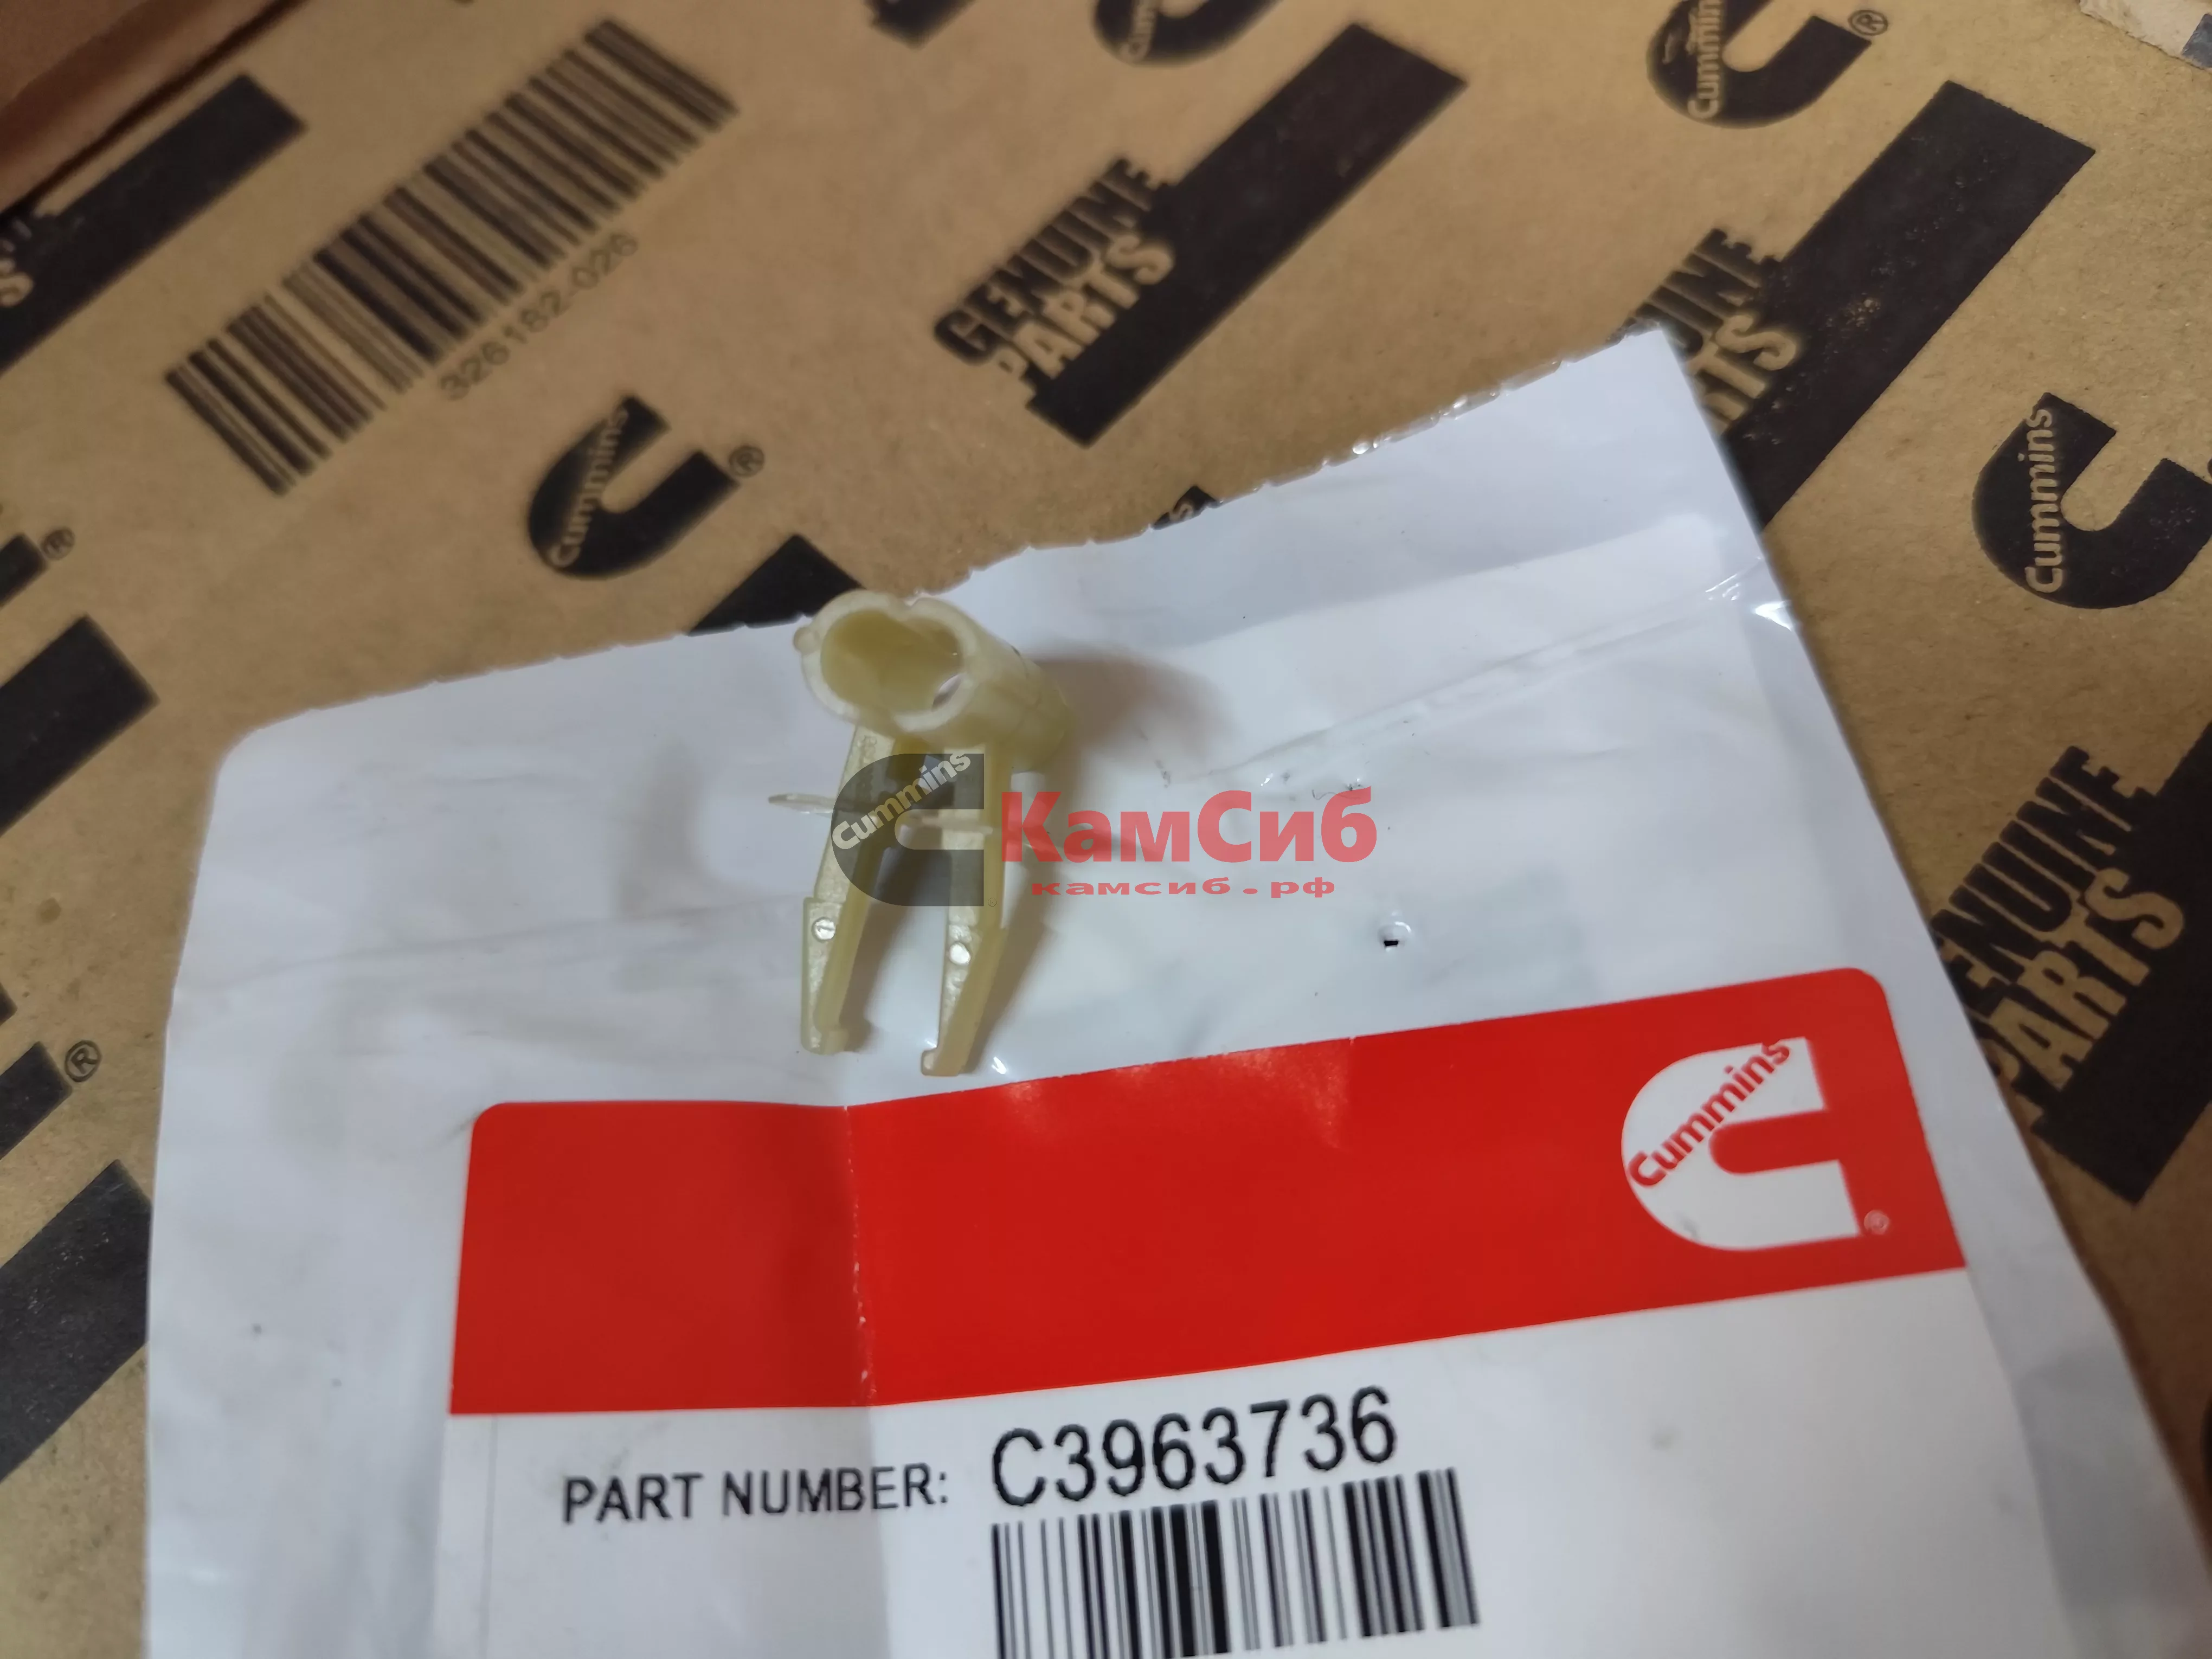 Cummins
®
Cummins
®
GENUINE
PARTS
326182-026
Cummins
®
GENUINE
PARTS
Cummins
®
Cummins
КамСиб
камсиб.рф
GENUINE
PARTS
®
Cummins
®
PART NUMBER: C3963736